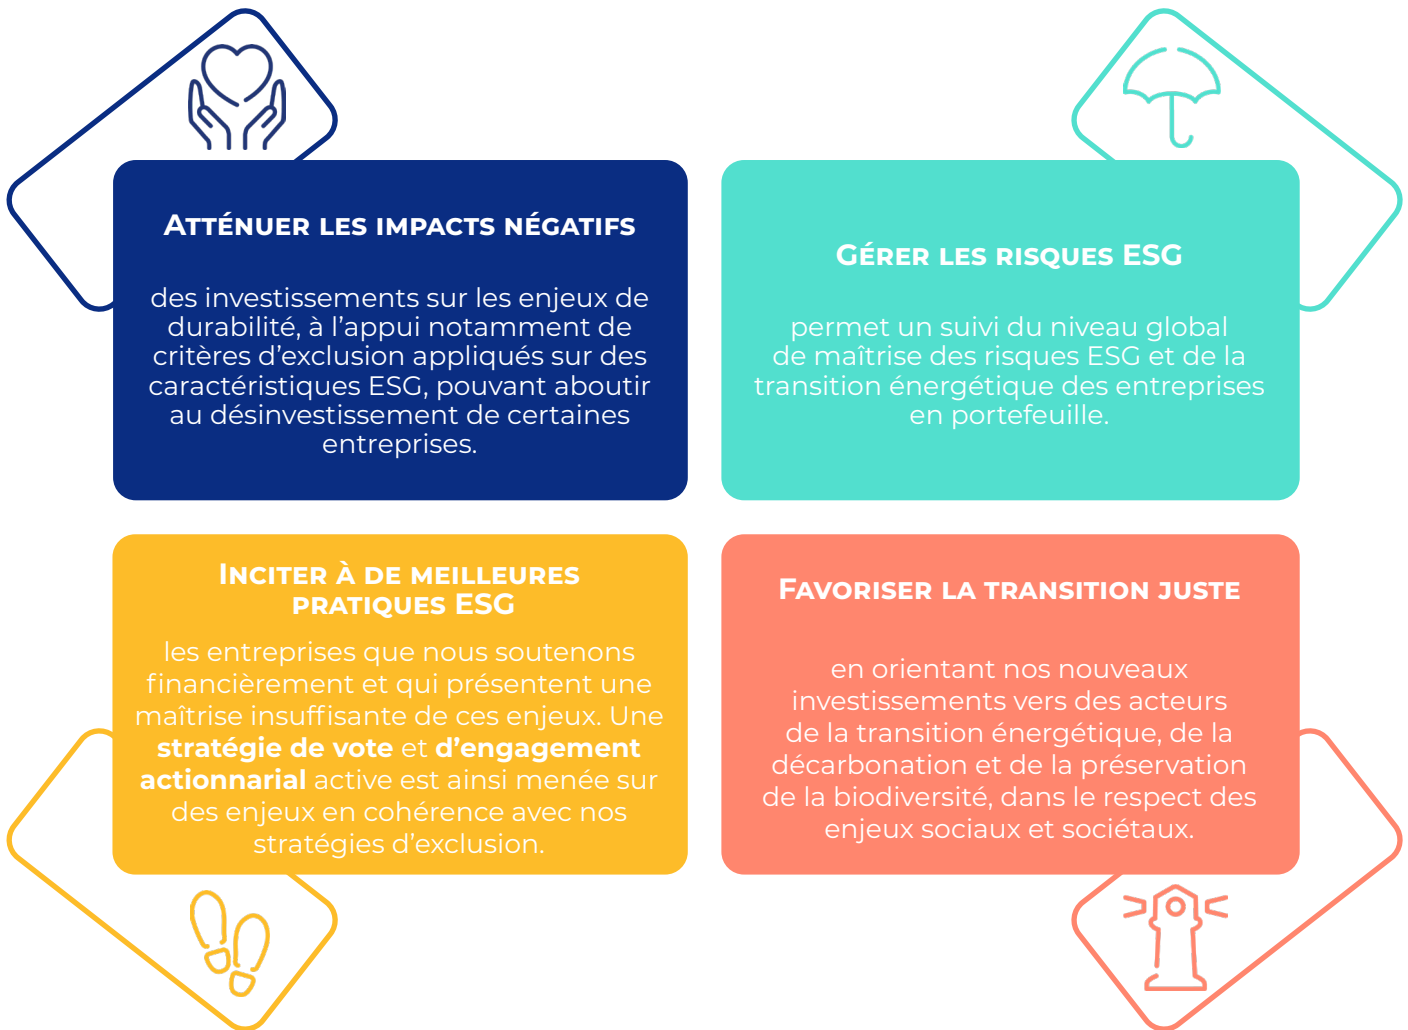 Atténuer les impacts négatifs
des investissements sur les enjeux de
durabilité, à l’appui notamment de
critères d’exclusion appliqués sur des
caractéristiques ESG, pouvant aboutir
au désinvestissement de certaines
entreprises.
Gérer les risques ESG
permet un suivi du niveau global
de maîtrise des risques ESG et de la
transition énergétique des entreprises
en portefeuille.
Inciter à de meilleures
pratiques ESG
les entreprises que nous soutenons
financièrement et qui présentent une
maîtrise insuffisante de ces enjeux. Une
stratégie de vote et d’engagement
actionnarial active est ainsi menée sur
des enjeux en cohérence avec nos
stratégies d’exclusion.
Favoriser la transition juste
en orientant nos nouveaux
investissements vers des acteurs
de la transition énergétique, de la
décarbonation et de la préservation
de la biodiversité, dans le respect des
enjeux sociaux et sociétaux.